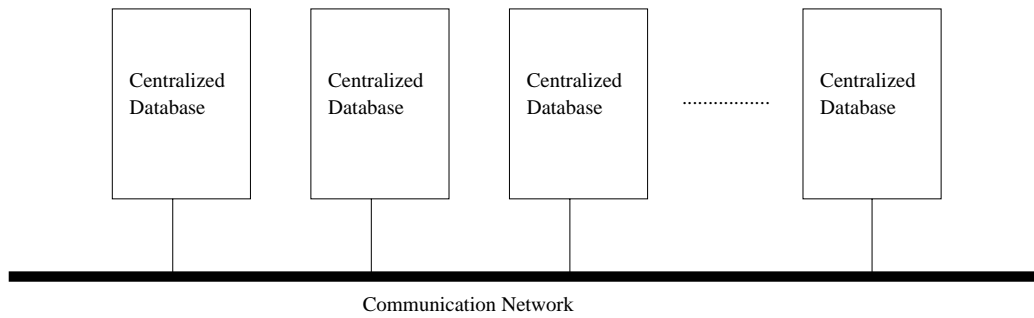 Centralized
Database
Centralized
Database
Centralized
Database
.................
Centralized
Database
Communication Network